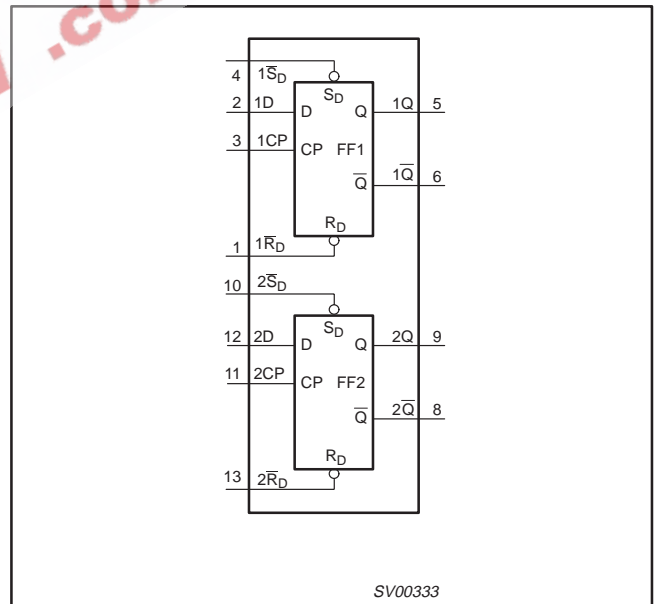 .com
4 1S̅D
SD
2 1D D Q 1Q 5
3 1CP CP FF1
Q̅ 1Q̅ 6
RD
1 1R̅D
10 2S̅D
SD
12 2D D Q 2Q 9
11 2CP CP FF2
Q̅ 2Q̅ 8
RD
13 2R̅D
SV00333